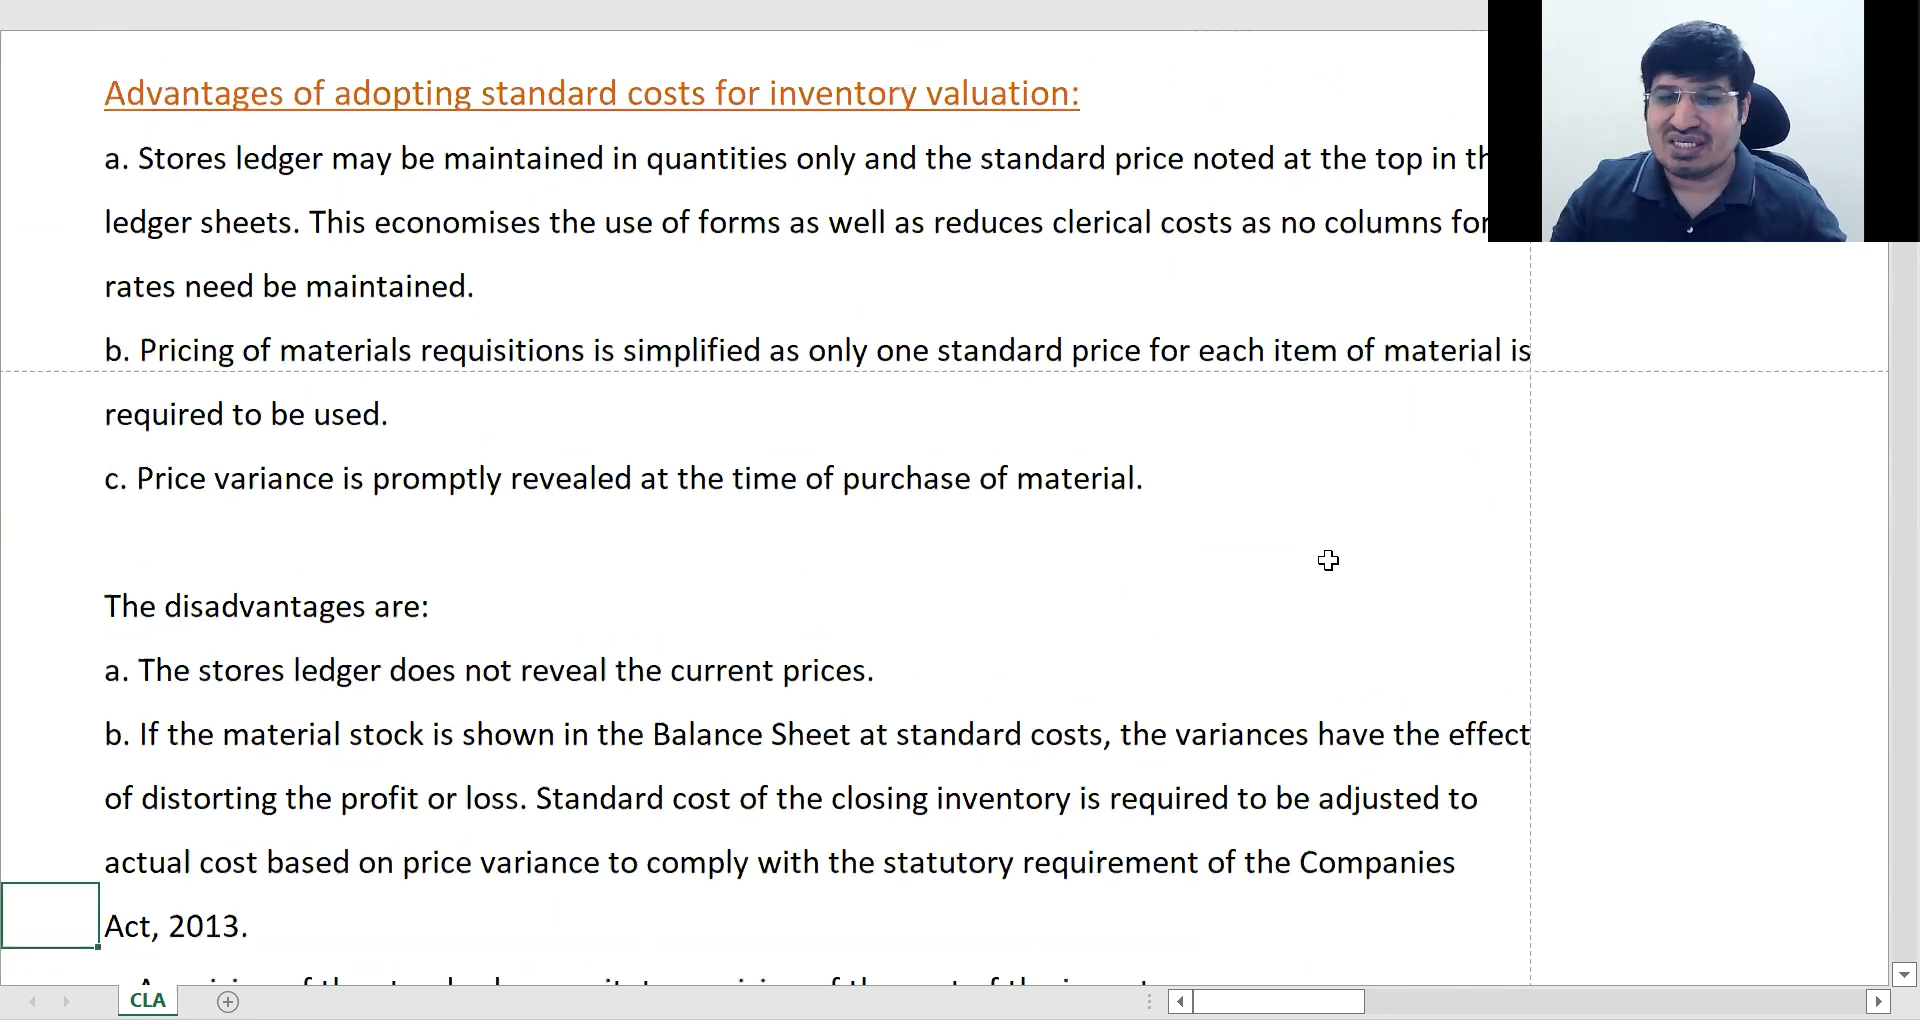 Advantages of adopting standard costs for inventory valuation:
a. Stores ledger may be maintained in quantities only and the standard price noted at the top in
ledger sheets. This economises the use of forms as well as reduces clerical costs as no columns for
rates need be maintained.
b. Pricing of materials requisitions is simplified as only one standard price for each item of material is
required to be used.
c. Price variance is promptly revealed at the time of purchase of material.
The disadvantages are:
a. The stores ledger does not reveal the current prices.
b. If the material stock is shown in the Balance Sheet at standard costs, the variances have the effect
of distorting the profit or loss. Standard cost of the closing inventory is required to be adjusted to
actual cost based on price variance to comply with the statutory requirement of the Companies
Act, 2013.
CLA